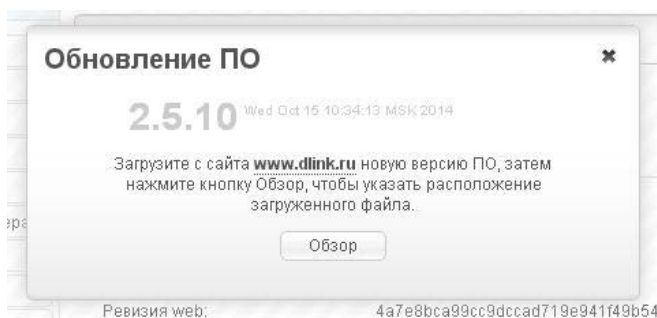 Обновление ПО
2.5.10 Wed Oct 15 10:34:13 MSK 2014
Загрузите с сайта www.dlink.ru новую версию ПО, затем
нажмите кнопку Обзор, чтобы указать расположение
загруженного файла.
Обзор
Ревизия web: 4a7e8bca99cc9dccad719e941f49b54